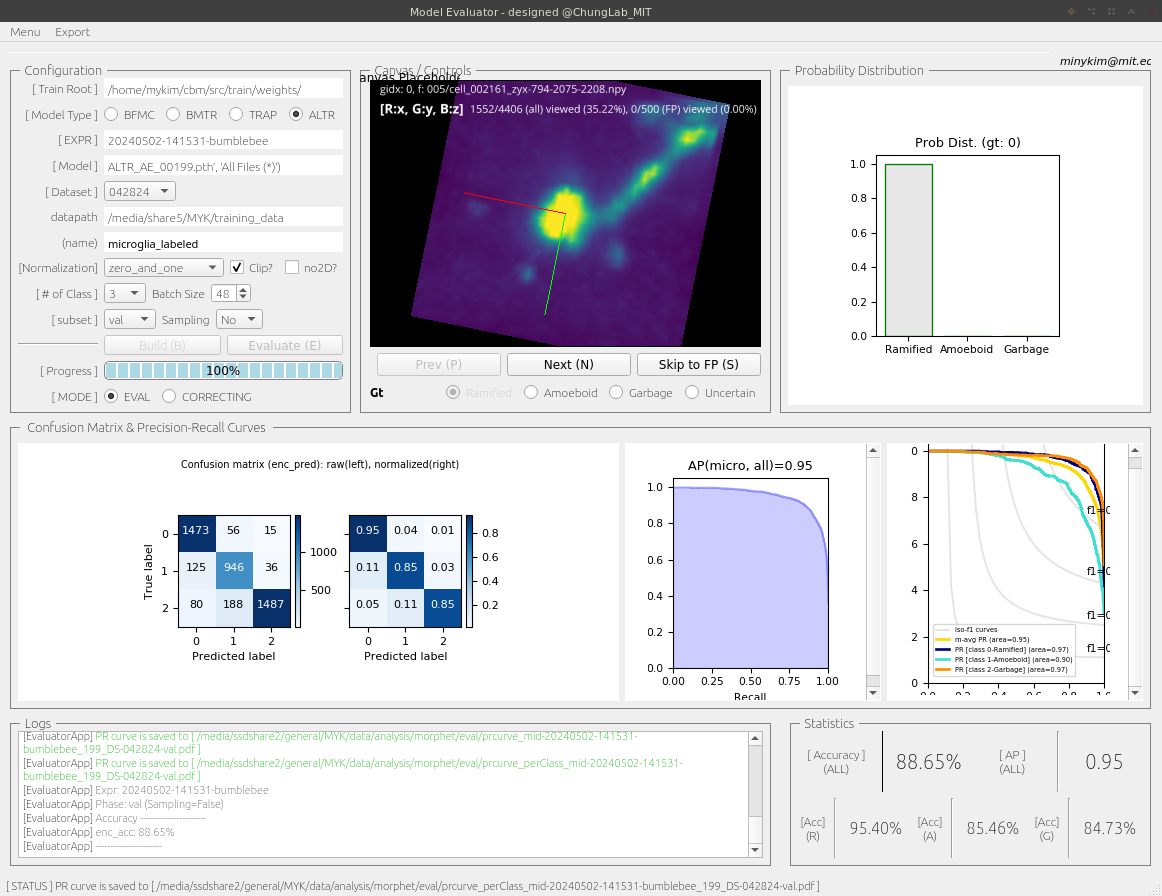 Model Evaluator - designed @ChungLab_MIT
Menu Export
minykim@mit.ec
Configuration
[ Train Root ] /home/mykim/cbm/src/train/weights/
[ Model Type ] BFMC BMTR TRAP ALTR
[ EXPR ] 20240502-141531-bumblebee
[ Model ] ALTR_AE_00199.pth', 'All Files (*)')
[ Dataset ] 042824
datapath /media/share5/MYK/training_data
(name) microglia_labeled
[Normalization] zero_and_one Clip? no2D?
[ # of Class ] 3 Batch Size 48
[ subset ] val Sampling No
Build (B) Evaluate (E)
[ Progress ] 100%
[ MODE ] EVAL CORRECTING
Canvas / Controls
anvas Placeholde
gidx: 0, f: 005/cell_002161_zyx-794-2075-2208.npy
[R:x, G:y, B:z] 1552/4406 (all) viewed (35.22%), 0/500 (FP) viewed (0.00%)
Prev (P) Next (N) Skip to FP (S)
Gt Ramified Amoeboid Garbage Uncertain
Probability Distribution
Prob Dist. (gt: 0)
1.0
0.8
0.6
0.4
0.2
0.0
Ramified Amoeboid Garbage
Confusion Matrix & Precision-Recall Curves
Confusion matrix (enc_pred): raw(left), normalized(right)
True label
0 1473 56 15
1 125 946 36
2 80 188 1487
0 1 2
Predicted label
1000
500
0.95 0.04 0.01
0.11 0.85 0.03
0.05 0.11 0.85
0 1 2
Predicted label
0.8
0.6
0.4
0.2
AP(micro, all)=0.95
1.0
0.8
0.6
0.4
0.2
0.0
0.00 0.25 0.50 0.75 1.00
Recall
0
8
6
4
2
0
f1=0
f1=0
f1=0
f1=0
iso-f1 curves
m-avg PR (area=0.95)
PR [class 0-Ramified] (area=0.97)
PR [class 1-Amoeboid] (area=0.90)
PR [class 2-Garbage] (area=0.97)
0.0 0.2 0.4 0.6 0.8 1.0
Logs
[EvaluatorApp] PR curve is saved to [ /media/ssdshare2/general/MYK/data/analysis/morphet/eval/prcurve_mid-20240502-141531-
bumblebee_199_DS-042824-val.pdf ]
[EvaluatorApp] PR curve is saved to [ /media/ssdshare2/general/MYK/data/analysis/morphet/eval/prcurve_perClass_mid-20240502-141531-
bumblebee_199_DS-042824-val.pdf ]
[EvaluatorApp] Expr: 20240502-141531-bumblebee
[EvaluatorApp] Phase: val (Sampling=False)
[EvaluatorApp] Accuracy ----------------------
[EvaluatorApp] enc_acc: 88.65%
[EvaluatorApp] ----------------------
Statistics
[ Accuracy ] (ALL) 88.65% [ AP ] (ALL) 0.95
[Acc] (R) 95.40% [Acc] (A) 85.46% [Acc] (G) 84.73%
[ STATUS ] PR curve is saved to [ /media/ssdshare2/general/MYK/data/analysis/morphet/eval/prcurve_perClass_mid-20240502-141531-bumblebee_199_DS-042824-val.pdf ]